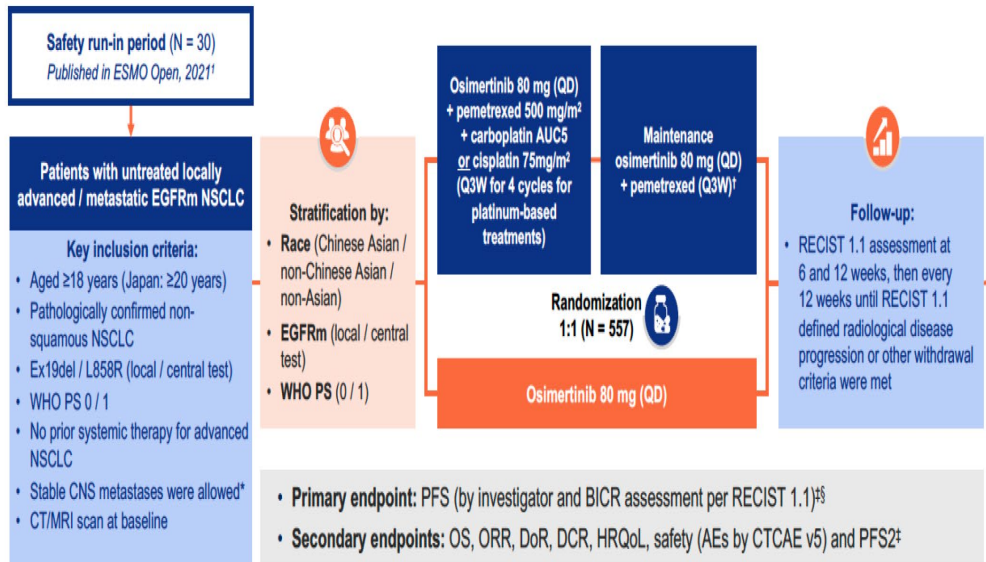 Safety run-in period (N = 30)
Published in ESMO Open, 2021†
Patients with untreated locally
advanced / metastatic EGFRm NSCLC
Key inclusion criteria:
• Aged ≥18 years (Japan: ≥20 years)
• Pathologically confirmed non-
squamous NSCLC
• Ex19del / L858R (local / central test)
• WHO PS 0 / 1
• No prior systemic therapy for advanced
NSCLC
• Stable CNS metastases were allowed*
• CT/MRI scan at baseline
Stratification by:
• Race (Chinese Asian /
non-Chinese Asian /
non-Asian)
• EGFRm (local / central
test)
• WHO PS (0 / 1)
Osimertinib 80 mg (QD)
+ pemetrexed 500 mg/m²
+ carboplatin AUC5
or cisplatin 75mg/m²
(Q3W for 4 cycles for
platinum-based
treatments)
Maintenance
osimertinib 80 mg (QD)
+ pemetrexed (Q3W)†
Randomization
1:1 (N = 557)
Osimertinib 80 mg (QD)
Follow-up:
• RECIST 1.1 assessment at
6 and 12 weeks, then every
12 weeks until RECIST 1.1
defined radiological disease
progression or other withdrawal
criteria were met
• Primary endpoint: PFS (by investigator and BICR assessment per RECIST 1.1)‡§
• Secondary endpoints: OS, ORR, DoR, DCR, HRQoL, safety (AEs by CTCAE v5) and PFS2‡